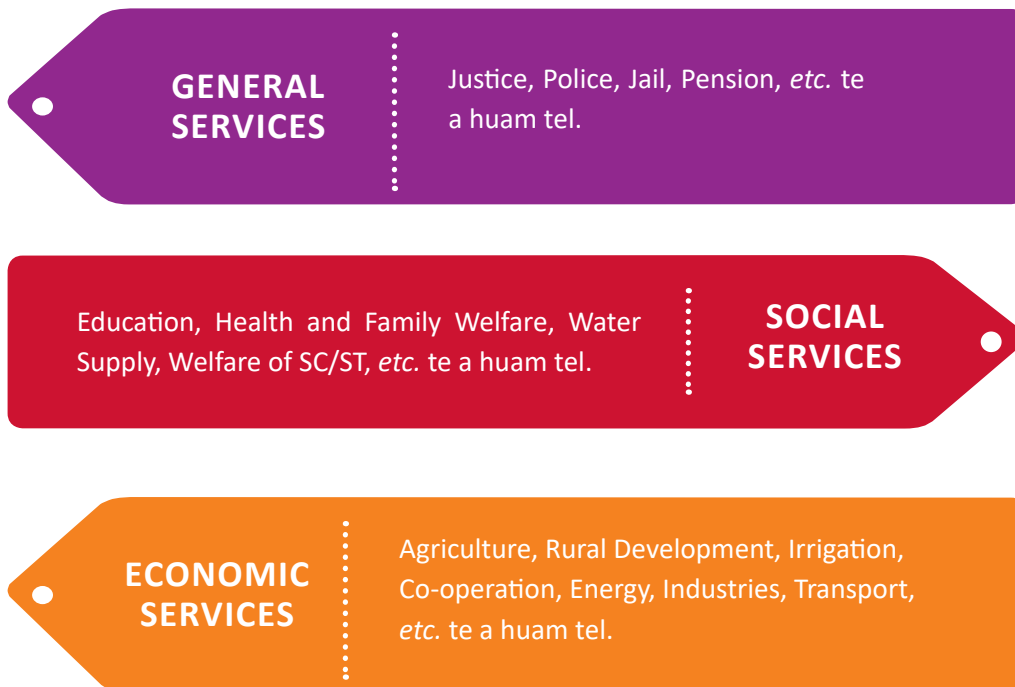 GENERAL
SERVICES
Justice, Police, Jail, Pension, etc. te
a huam tel.
Education, Health and Family Welfare, Water
Supply, Welfare of SC/ST, etc. te a huam tel.
SOCIAL
SERVICES
ECONOMIC
SERVICES
Agriculture, Rural Development, Irrigation,
Co-operation, Energy, Industries, Transport,
etc. te a huam tel.